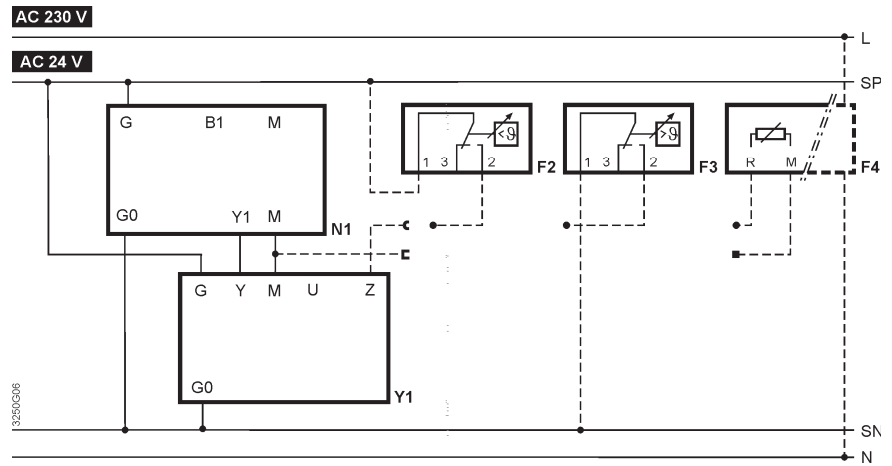 AC 230 V
L
AC 24 V
SP
G B1 M
G0 Y1 M
N1
1 3 2
< ϑ
F2
1 3 2
> ϑ
F3
R M
F4
G Y M U Z
G0
Y1
3250G06
SN
N